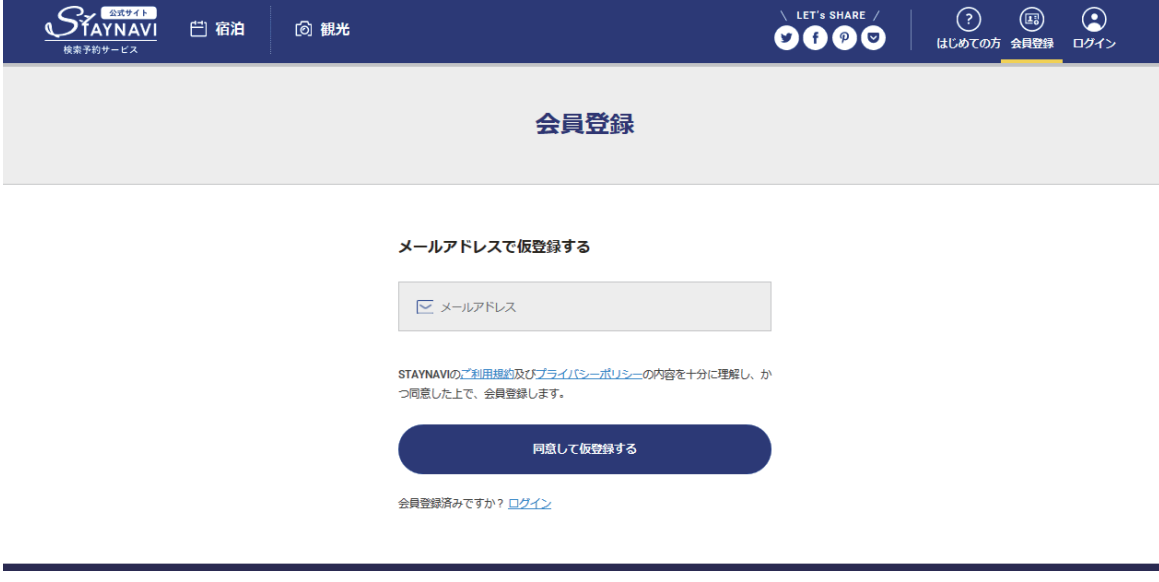 STAYNAVI
公式サイト
検索予約サービス
宿泊
観光
\ LET's SHARE /
はじめての方
会員登録
ログイン
会員登録
メールアドレスで仮登録する
メールアドレス
STAYNAVIのご利用規約及びプライバシーポリシーの内容を十分に理解し、か
つ同意した上で、会員登録します。
同意して仮登録する
会員登録済みですか？ ログイン